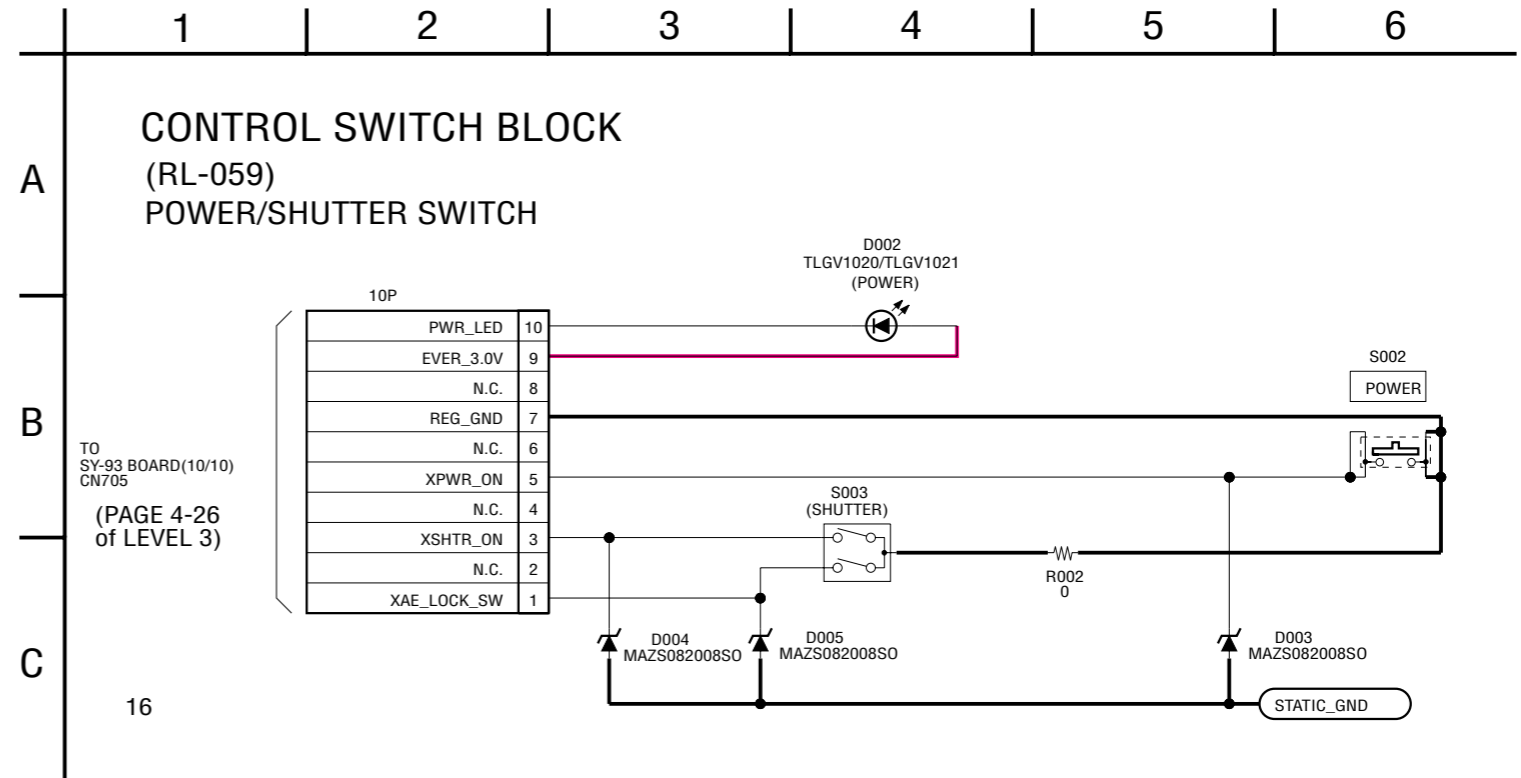 1 2 3 4 5 6
A
CONTROL SWITCH BLOCK
(RL-059)
POWER/SHUTTER SWITCH
D002
TLGV1020/TLGV1021
(POWER)
10P
PWR_LED 10
EVER_3.0V 9
N.C. 8
REG_GND 7
N.C. 6
XPWR_ON 5
N.C. 4
XSHTR_ON 3
N.C. 2
XAE_LOCK_SW 1
S002
POWER
B
TO
SY-93 BOARD(10/10)
CN705
(PAGE 4-26
of LEVEL 3)
S003
(SHUTTER)
R002
0
C
D004
MAZS082008SO
D005
MAZS082008SO
D003
MAZS082008SO
STATIC_GND
16